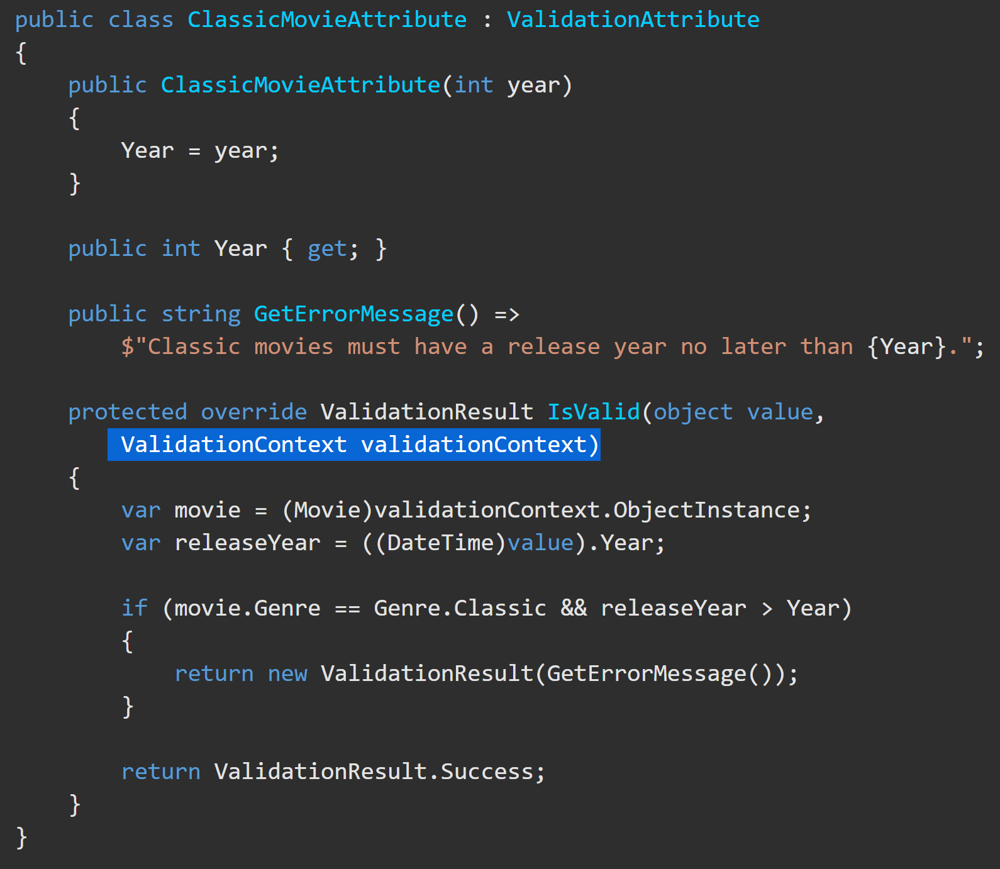 public class ClassicMovieAttribute : ValidationAttribute
{
    public ClassicMovieAttribute(int year)
    {
        Year = year;
    }

    public int Year { get; }

    public string GetErrorMessage() =>
        $"Classic movies must have a release year no later than {Year}.";

    protected override ValidationResult IsValid(object value,
        ValidationContext validationContext)
    {
        var movie = (Movie)validationContext.ObjectInstance;
        var releaseYear = ((DateTime)value).Year;

        if (movie.Genre == Genre.Classic && releaseYear > Year)
        {
            return new ValidationResult(GetErrorMessage());
        }

        return ValidationResult.Success;
    }
}